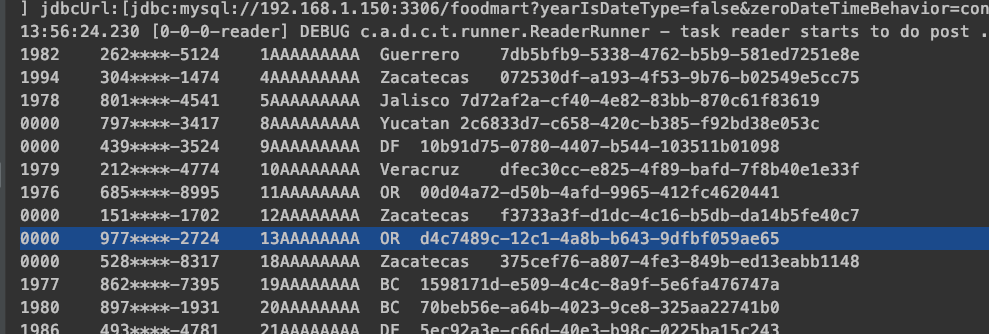 ] jdbcUrl:[jdbc:mysql://192.168.1.150:3306/foodmart?yearIsDateType=false&zeroDateTimeBehavior=con
13:56:24.230 [0-0-0-reader] DEBUG c.a.d.c.t.runner.ReaderRunner - task reader starts to do post .
1982 262****-5124 1AAAAAAAAA Guerrero 7db5bfb9-5338-4762-b5b9-581ed7251e8e
1994 304****-1474 4AAAAAAAAA Zacatecas 072530df-a193-4f53-9b76-b02549e5cc75
1978 801****-4541 5AAAAAAAAA Jalisco 7d72af2a-cf40-4e82-83bb-870c61f83619
0000 797****-3417 8AAAAAAAAA Yucatan 2c6833d7-c658-420c-b385-f92bd38e053c
0000 439****-3524 9AAAAAAAAA DF 10b91d75-0780-4407-b544-103511b01098
1979 212****-4774 10AAAAAAAA Veracruz dfec30cc-e825-4f89-bafd-7f8b40e1e33f
1976 685****-8995 11AAAAAAAA OR 00d04a72-d50b-4afd-9965-412fc4620441
0000 151****-1702 12AAAAAAAA Zacatecas f3733a3f-d1dc-4c16-b5db-da14b5fe40c7
0000 977****-2724 13AAAAAAAA OR d4c7489c-12c1-4a8b-b643-9dfbf059ae65
0000 528****-8317 18AAAAAAAA Zacatecas 375cef76-a807-4fe3-849b-ed13eabb1148
1977 862****-7395 19AAAAAAAA BC 1598171d-e509-4c4c-8a9f-5e6fa476747a
1980 897****-1931 20AAAAAAAA BC 70beb56e-a64b-4023-9ce8-325aa22741b0
1986 493****-4781 21AAAAAAAA DF 5ec92a3e-c66d-40e3-b98c-0225ba15c243